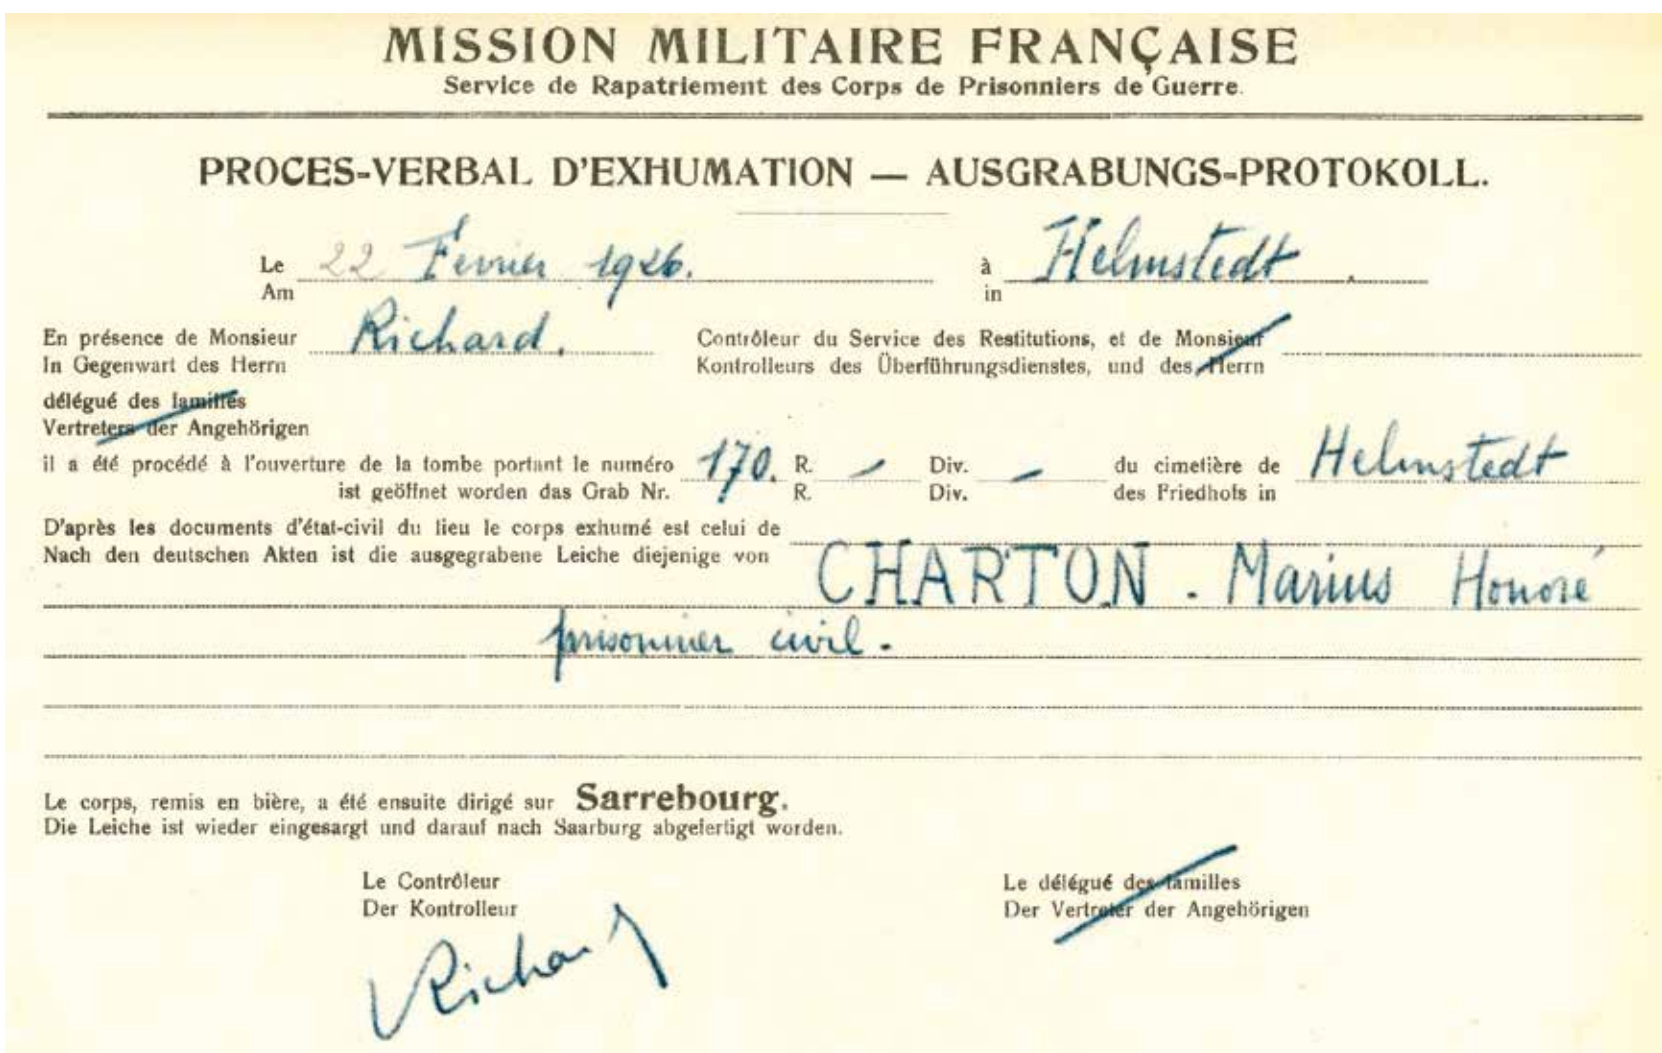 MISSION MILITAIRE FRANÇAISE
Service de Rapatriement des Corps de Prisonniers de Guerre.
PROCES-VERBAL D'EXHUMATION — AUSGRABUNGS-PROTOKOLL.
Le 22 Fevrier 1926. à Helmstedt.
Am in
En présence de Monsieur Richard. Contrôleur du Service des Restitutions, et de Monsieur
In Gegenwart des Herrn Kontrolleurs des Überführungsdienstes, und des Herrn
délégué des familles
Vertreters der Angehörigen
il a été procédé à l'ouverture de la tombe portant le numéro 170. R. — Div. — du cimetière de Helmstedt
ist geöffnet worden das Grab Nr. R. Div. des Friedhofs in
D'après les documents d'état-civil du lieu le corps exhumé est celui de
Nach den deutschen Akten ist die ausgegrabene Leiche diejenige von CHARTON. Marius Honoré
prisonnier civil.
Le corps, remis en bière, a été ensuite dirigé sur Sarrebourg.
Die Leiche ist wieder eingesargt und darauf nach Saarburg abgefertigt worden.
Le Contrôleur Le délégué des familles
Der Kontrolleur Der Vertreter der Angehörigen
Richard